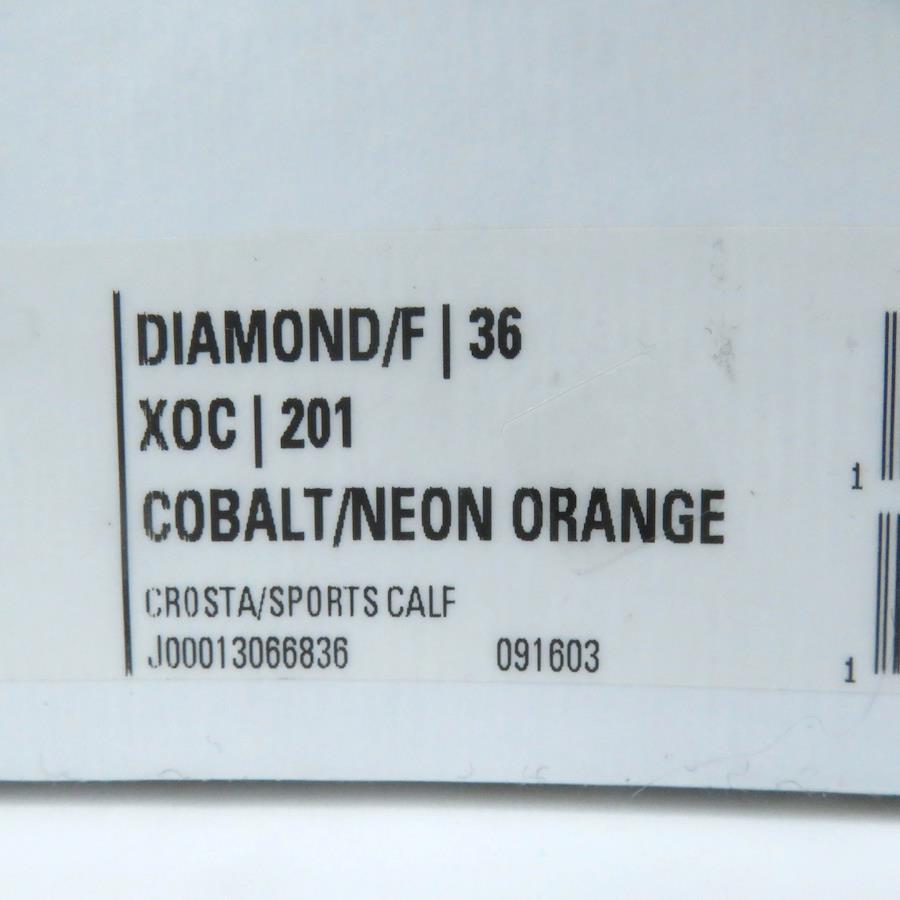 DIAMOND/F | 36
XOC | 201
COBALT/NEON ORANGE
CROSTA/SPORTS CALF
J00013066836 091603
1
1